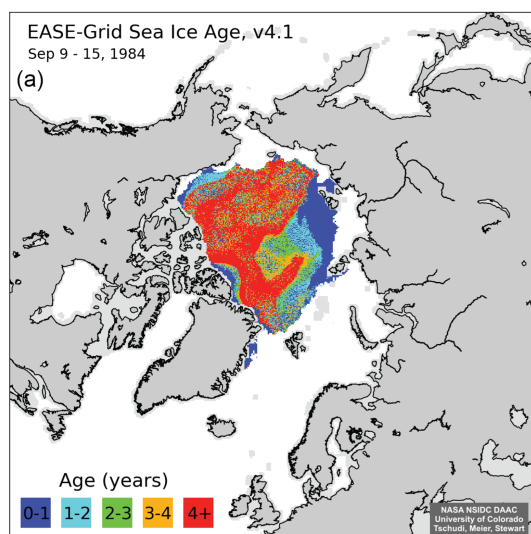 EASE-Grid Sea Ice Age, v4.1
Sep 9 - 15, 1984
(a)
Age (years)
0-1 1-2 2-3 3-4 4+
NASA NSIDC DAAC
University of Colorado
Tschudi, Meier, Stewart